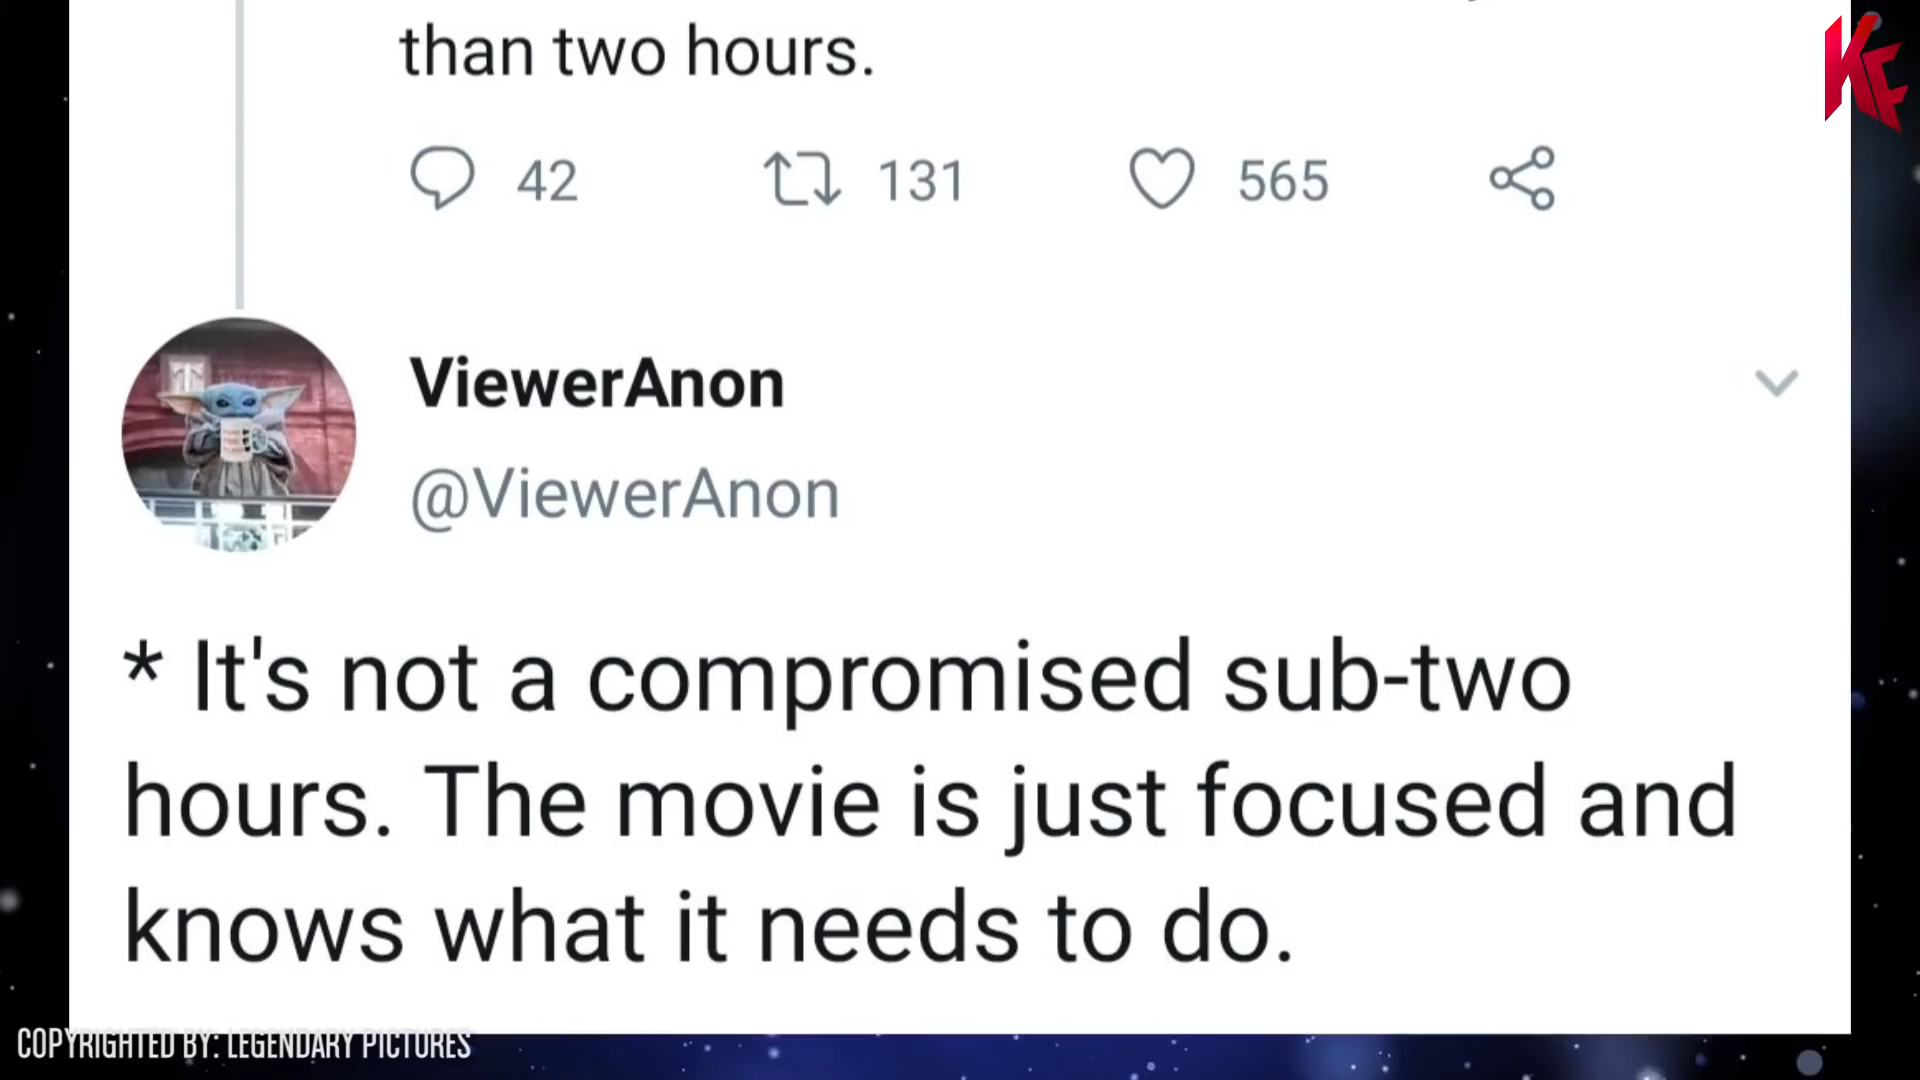 than two hours.
42 131 565
ViewerAnon
@ViewerAnon
* It's not a compromised sub-two
hours. The movie is just focused and
knows what it needs to do.
COPYRIGHTED BY: LEGENDARY PICTURES